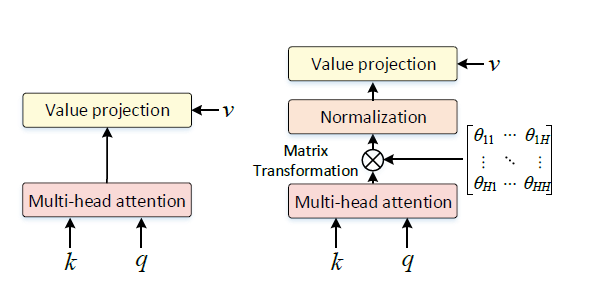 Value projection
v
Multi-head attention
k q
Value projection
v
Normalization
Matrix
Transformation
θ11 ⋯ θ1H
⋮ ⋱ ⋮
θH1 ⋯ θHH
Multi-head attention
k q